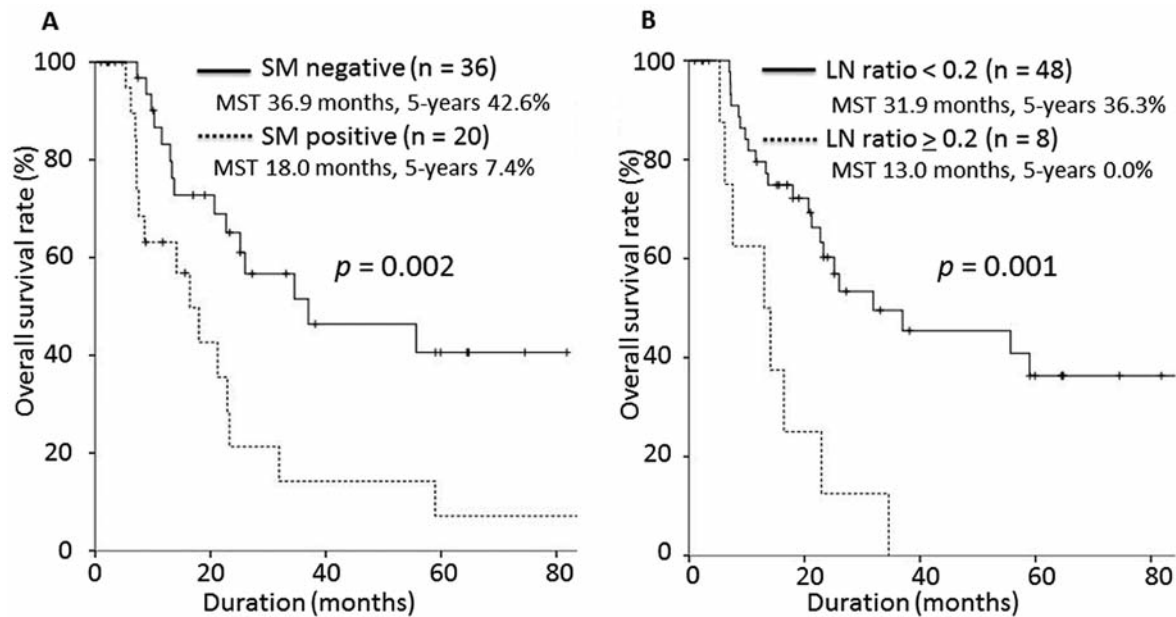 A
SM negative (n = 36)
MST 36.9 months, 5-years 42.6%
SM positive (n = 20)
MST 18.0 months, 5-years 7.4%
p = 0.002
Overall survival rate (%)
100
80
60
40
20
0
0 20 40 60 80
Duration (months)
B
LN ratio < 0.2 (n = 48)
MST 31.9 months, 5-years 36.3%
LN ratio ≥ 0.2 (n = 8)
MST 13.0 months, 5-years 0.0%
p = 0.001
Overall survival rate (%)
100
80
60
40
20
0
0 20 40 60 80
Duration (months)